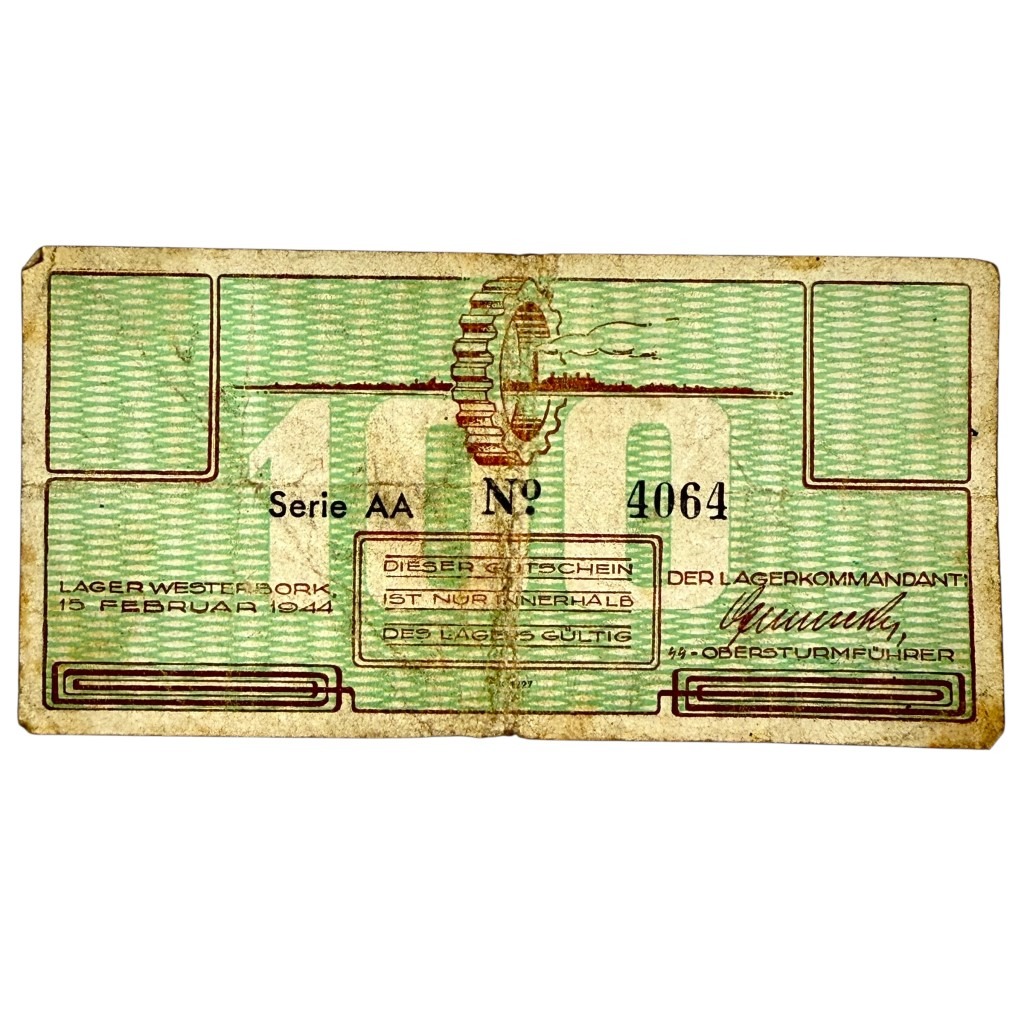 100
Serie AA Nº 4064
DIESER GUTSCHEIN
IST NUR INNERHALB
DES LAGERS GÜLTIG
LAGER WESTERBORK,
15 FEBRUAR 1944
DER LAGERKOMMANDANT:
SS-OBERSTURMFÜHRER